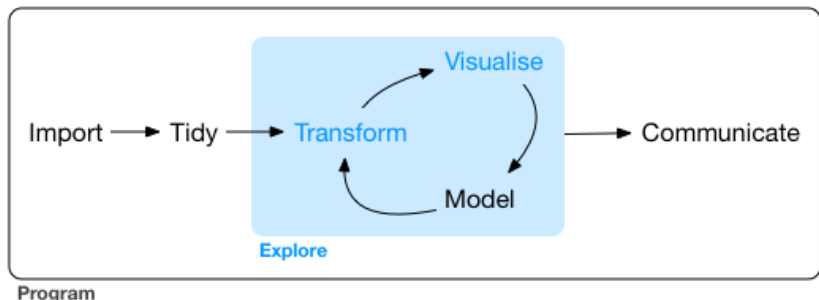 Visualise
Import
Tidy
Transform
Communicate
Model
Explore
Program